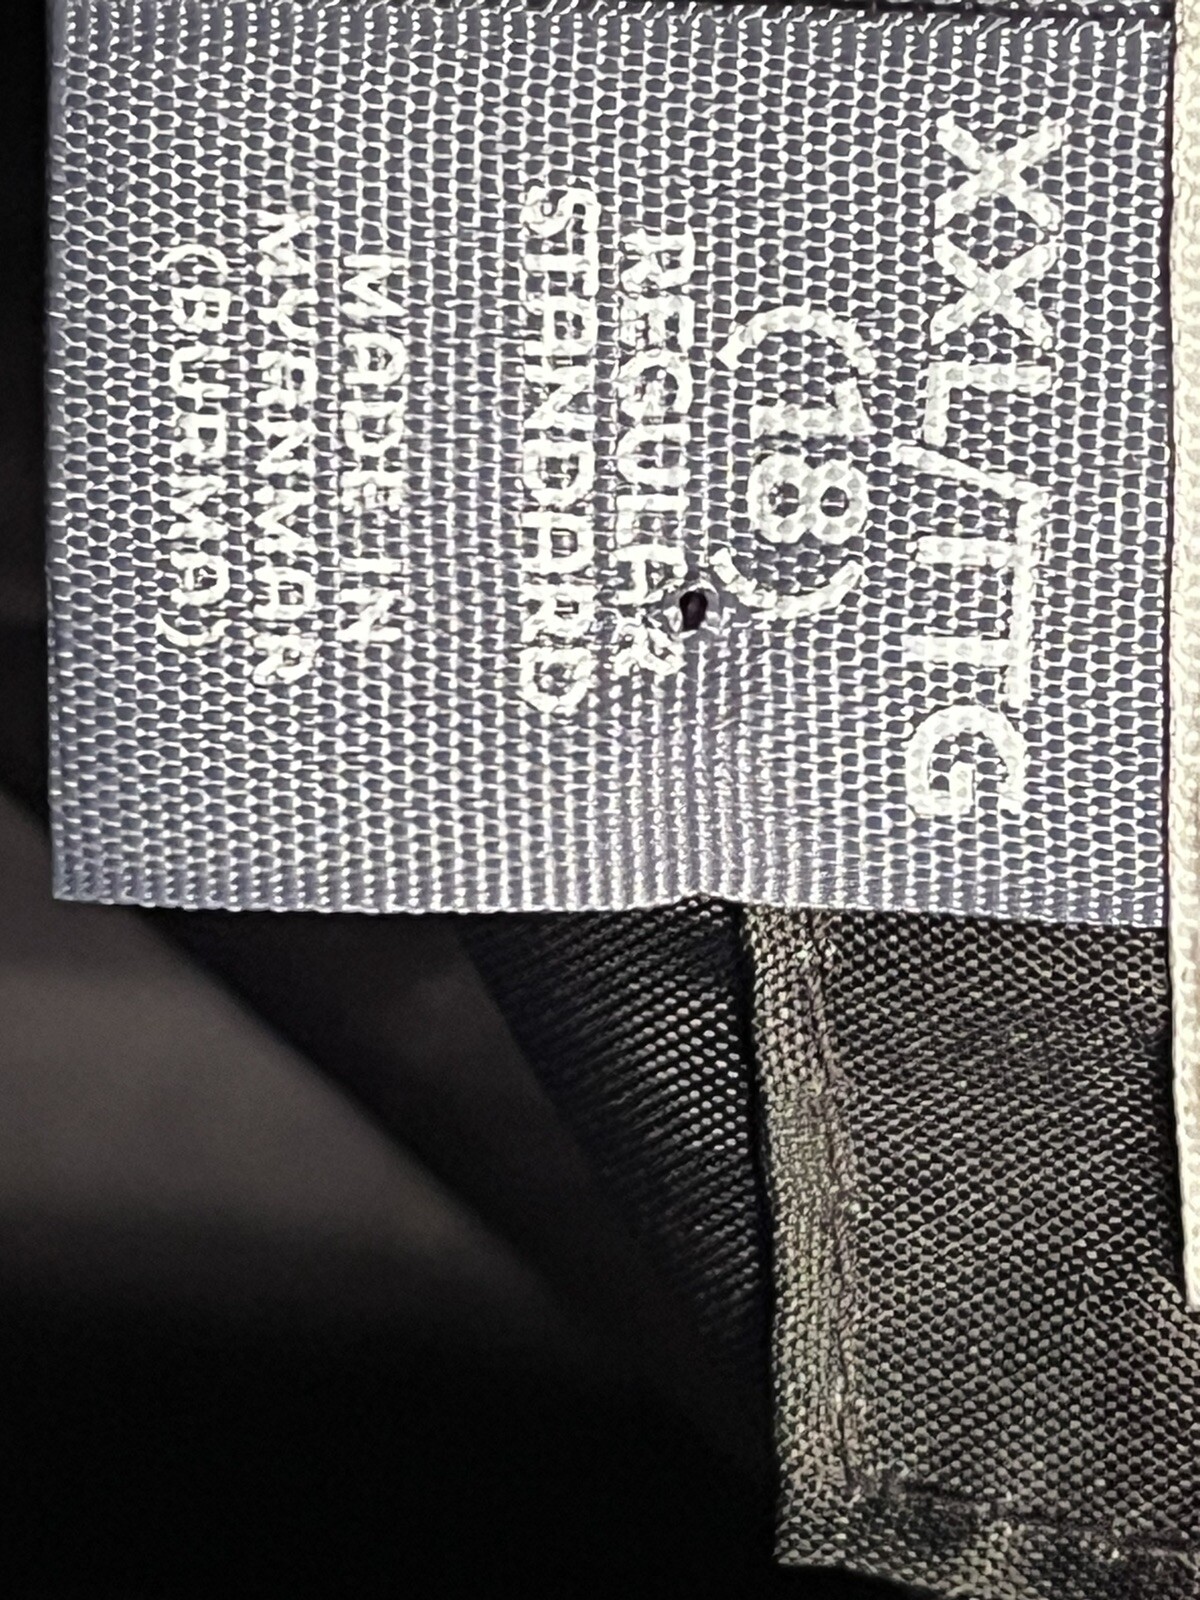 XXL/TTG
(18)
REGULAR
STANDARD
MADE IN
MYANMAR
(BURMA)